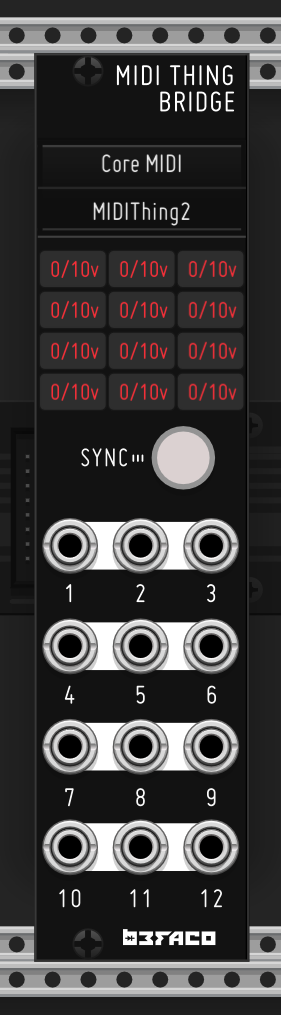 MIDI THING
BRIDGE
Core MIDI
MIDIThing2
0/10v 0/10v 0/10v
0/10v 0/10v 0/10v
0/10v 0/10v 0/10v
0/10v 0/10v 0/10v
SYNC
1 2 3
4 5 6
7 8 9
10 11 12
BEFACO